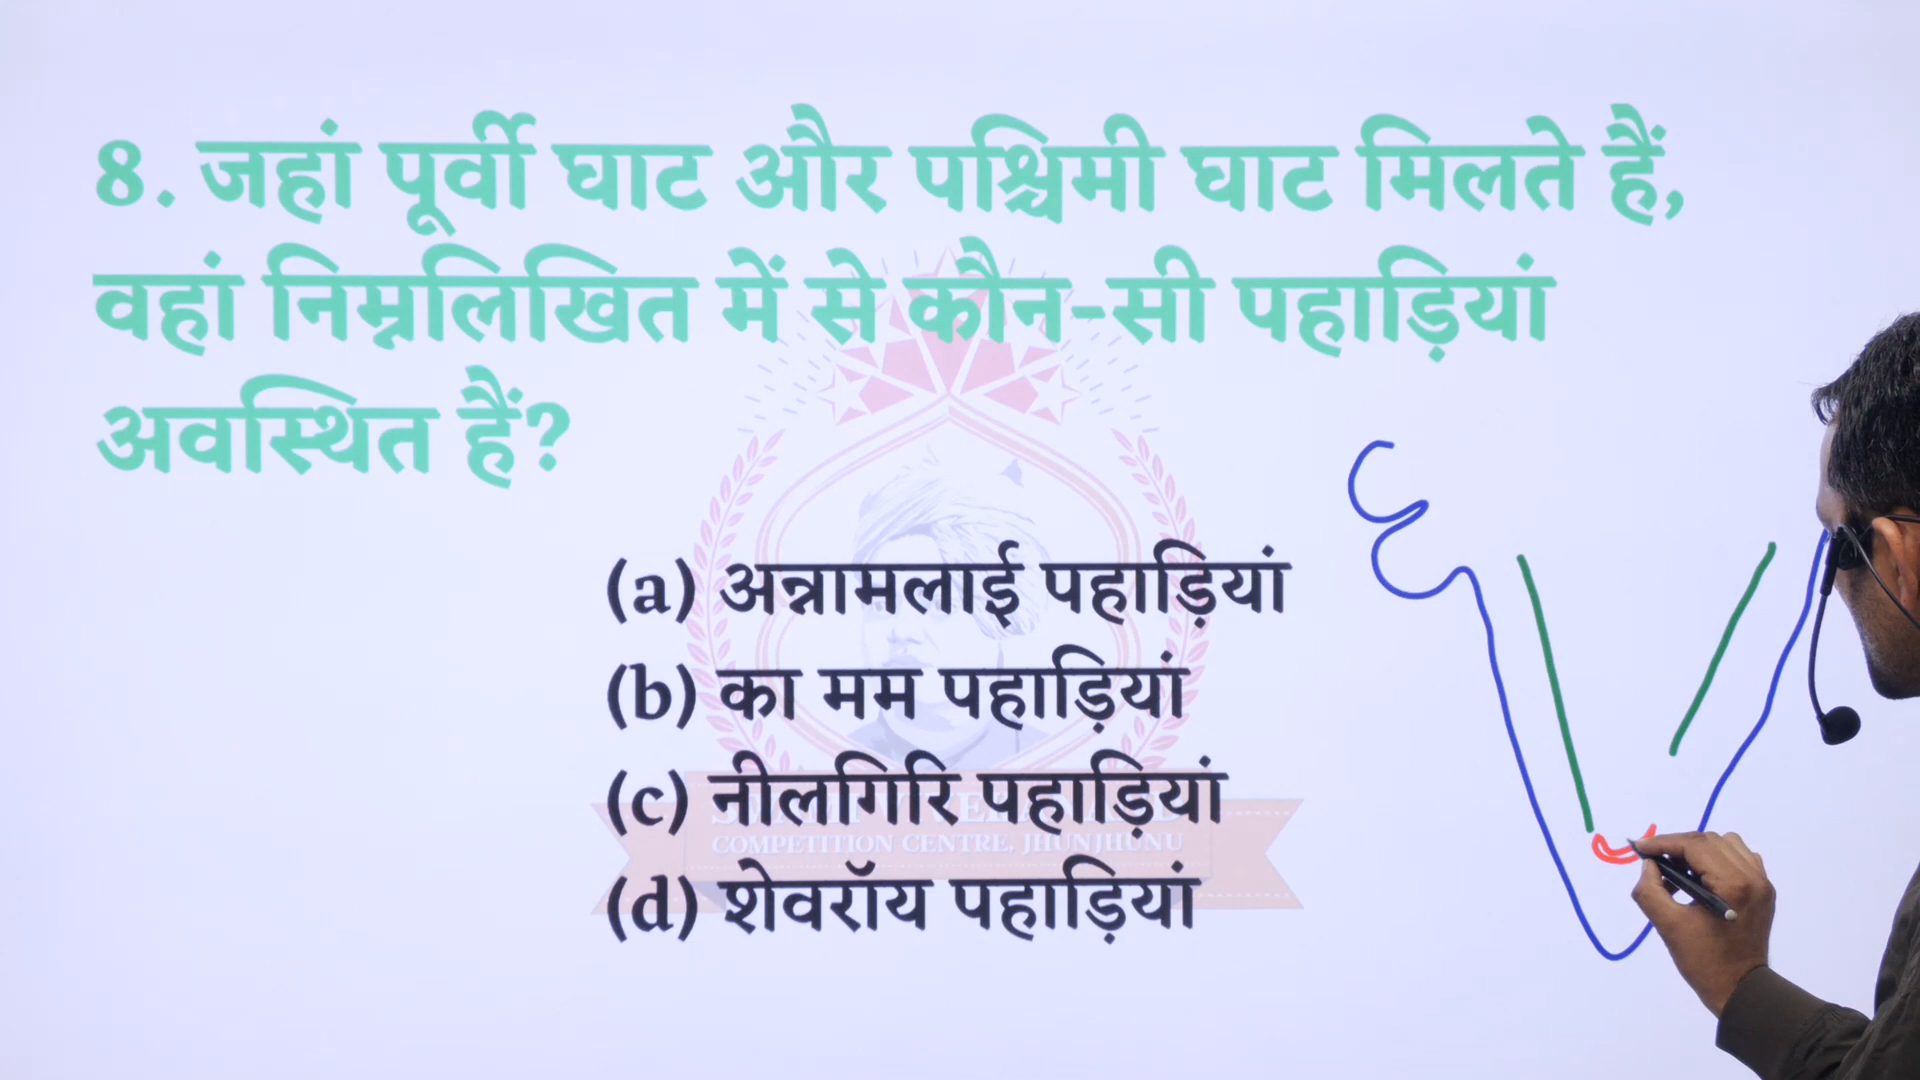 8. जहां पूर्वी घाट और पश्चिमी घाट मिलते हैं,
वहां निम्नलिखित में से कौन-सी पहाड़ियां
अवस्थित हैं?
(a) अन्नामलाई पहाड़ियां
(b) का मम पहाड़ियां
(c) नीलगिरि पहाड़ियां
COMPETITION CENTRE, JHUNJHUNU
(d) शेवरॉय पहाड़ियां